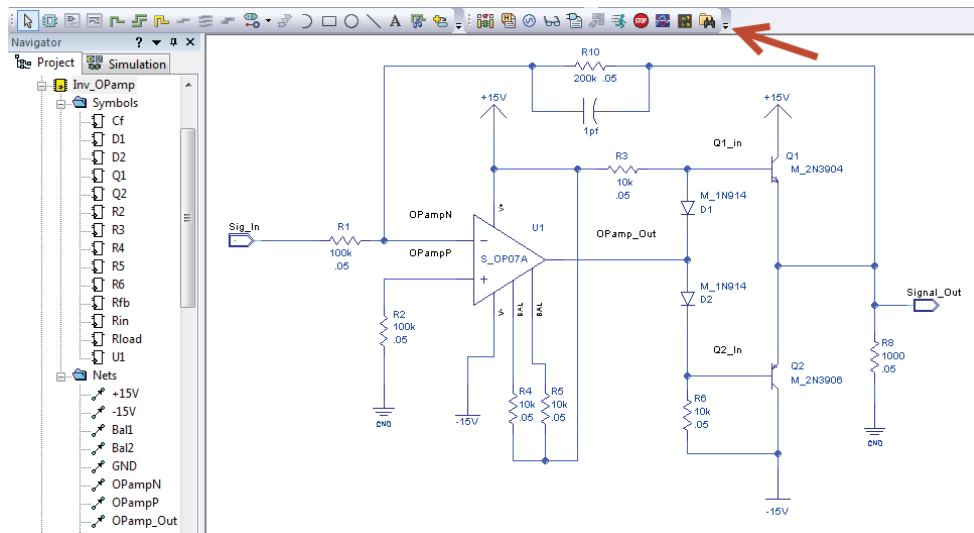 A
STOP
Navigator
?
X
Project
Simulation
Inv_OPamp
Symbols
Cf
D1
D2
Q1
Q2
R2
R3
R4
R5
R6
Rfb
Rin
Rload
U1
Nets
+15V
-15V
Bal1
Bal2
GND
OPampN
OPampP
OPamp_Out
R10
200k .05
1pf
+15V
+15V
Q1_in
Q1
M_2N3904
R3
10k
.05
M_1N914
D1
Sig_In
R1
100k
.05
OPampN
OPampP
V+
U1
S_OP07A
OPamp_Out
V-
BAL
BAL
M_1N914
D2
Signal_Out
R2
100k
.05
GND
-15V
R4
10k
.05
R5
10k
.05
Q2_In
Q2
M_2N3906
R6
10k
.05
R8
1000
.05
GND
-15V